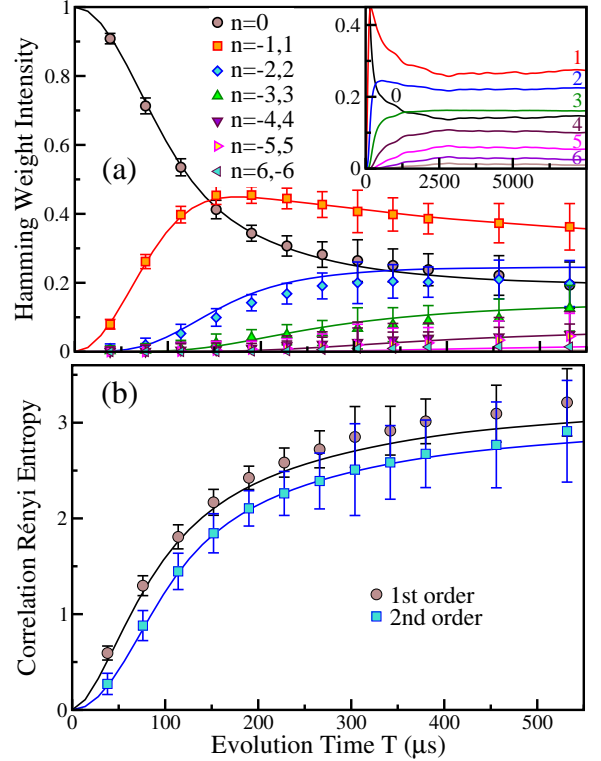 1
0.8
0.6
0.4
0.2
0
Hamming Weight Intensity
(a)
n=0
n=-1,1
n=-2,2
n=-3,3
n=-4,4
n=-5,5
n=6,-6
0.4
0.2
0
0
2500
5000
1
2
0
3
4
5
6
(b)
3
2
1
0
Correlation Rényi Entropy
1st order
2nd order
0
100
200
300
400
500
Evolution Time T (μs)